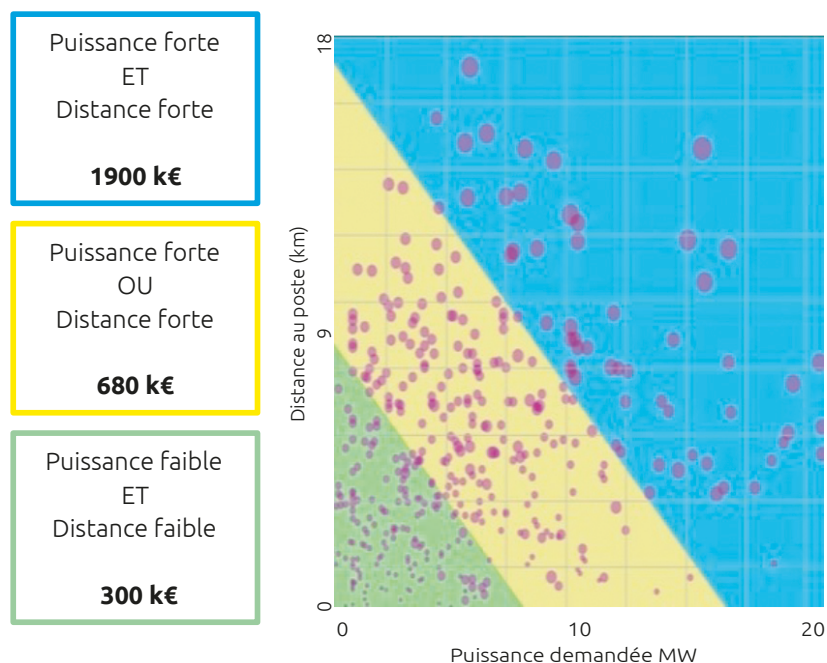 Puissance forte
ET
Distance forte
1900 k€
Puissance forte
OU
Distance forte
680 k€
Puissance faible
ET
Distance faible
300 k€
Distance au poste (km)
18
9
0
0
10
20
Puissance demandée MW